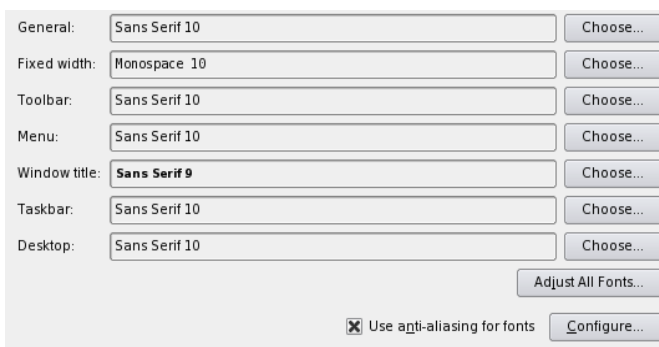 General: Sans Serif 10 Choose...
Fixed width: Monospace 10 Choose...
Toolbar: Sans Serif 10 Choose...
Menu: Sans Serif 10 Choose...
Window title: Sans Serif 9 Choose...
Taskbar: Sans Serif 10 Choose...
Desktop: Sans Serif 10 Choose...
Adjust All Fonts...
Use anti-aliasing for fonts Configure...